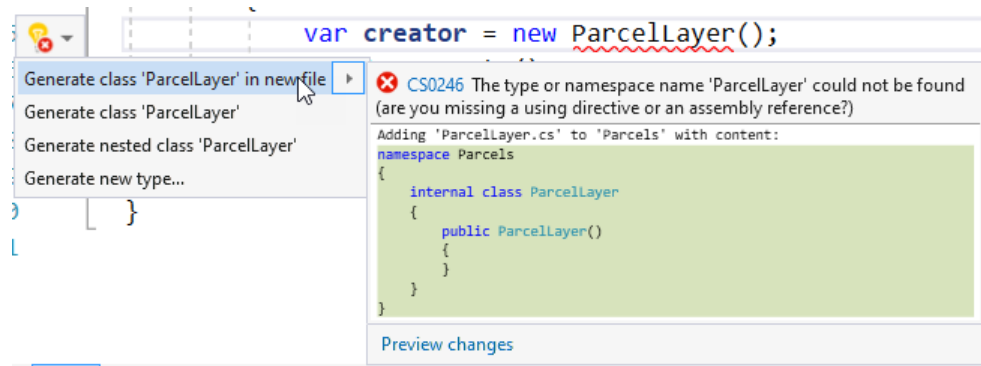 var creator = new ParcelLayer();
Generate class 'ParcelLayer' in new file
Generate class 'ParcelLayer'
Generate nested class 'ParcelLayer'
Generate new type...
}
CS0246 The type or namespace name 'ParcelLayer' could not be found
(are you missing a using directive or an assembly reference?)
Adding 'ParcelLayer.cs' to 'Parcels' with content:
namespace Parcels
{
internal class ParcelLayer
{
public ParcelLayer()
{
}
}
}
Preview changes